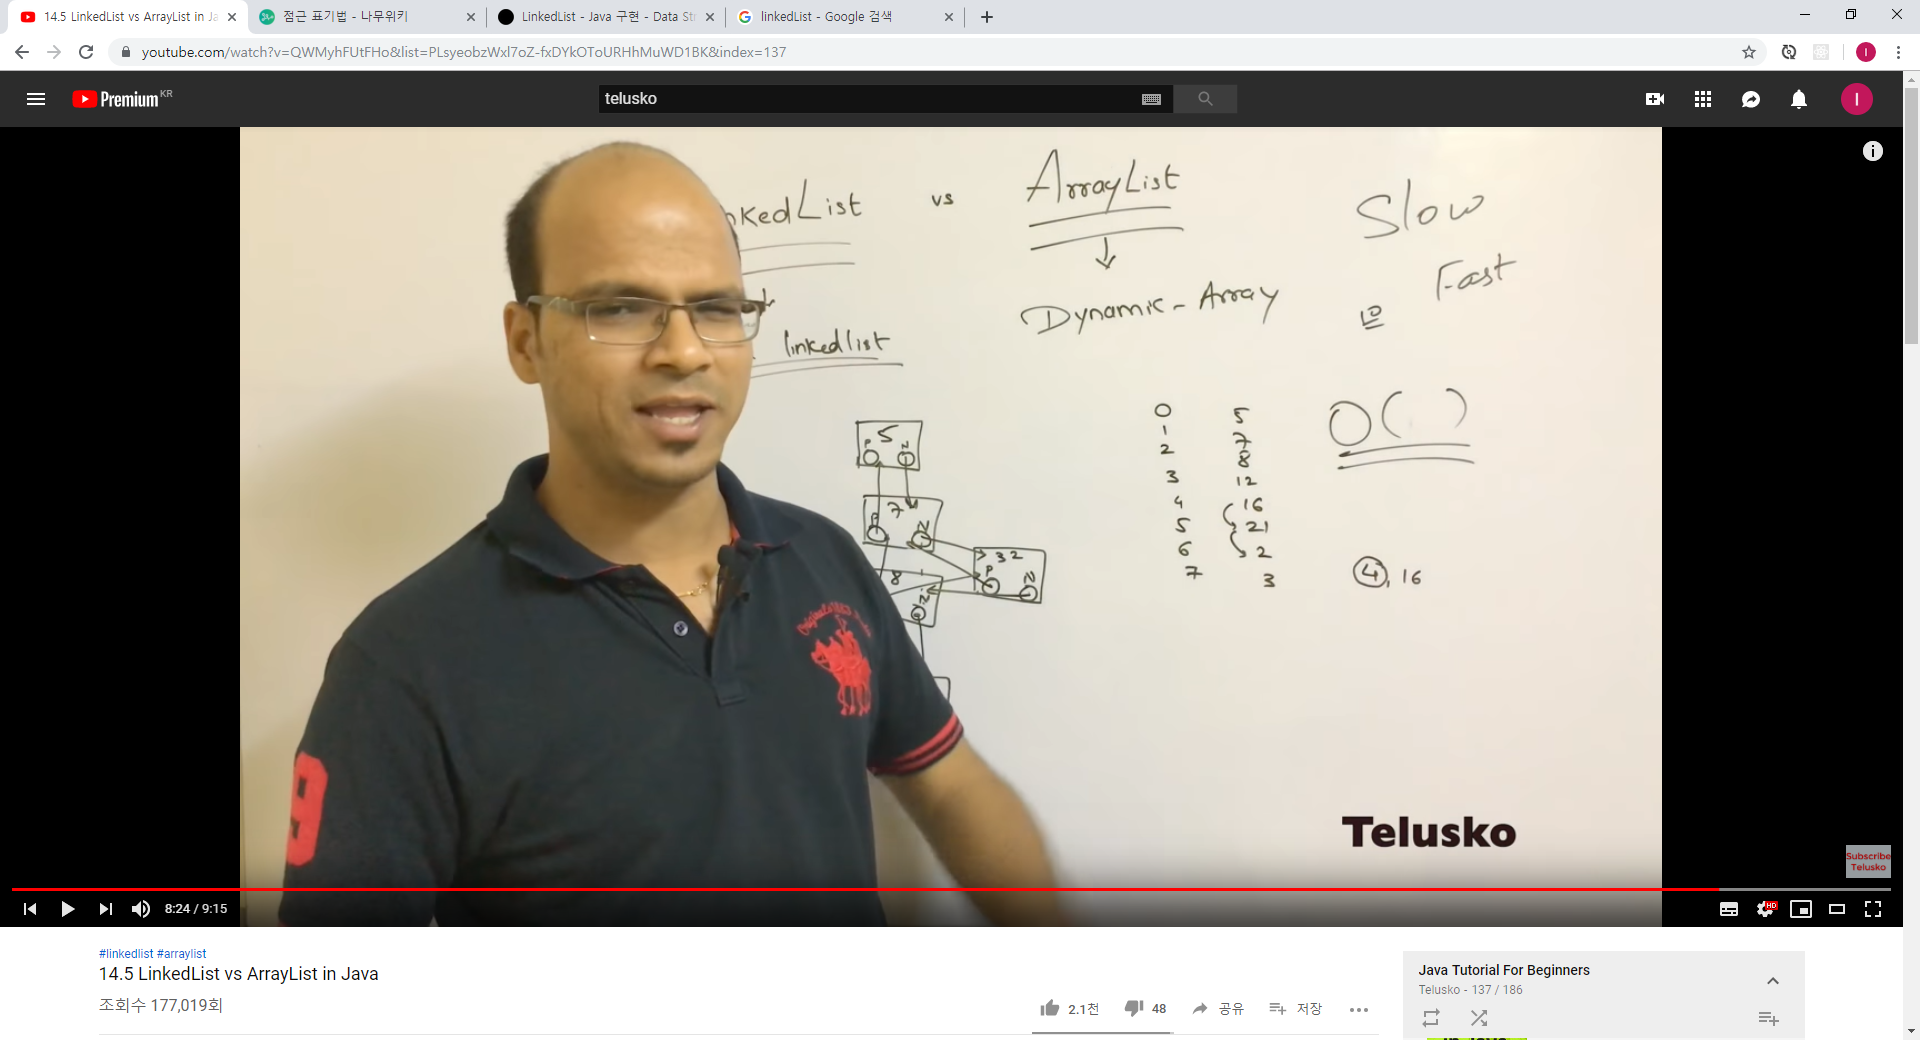 14.5 LinkedList vs ArrayList in Ja
점근 표기법 - 나무위키
LinkedList - Java 구현 - Data St
linkedList - Google 검색
youtube.com/watch?v=QWMyhFUtFHo&list=PLsyeobzWxl7oZ-fxDYkOToURHhMuWD1BK&index=137
Premium KR
telusko
I
nkedList vs ArrayList
Slow
Fast
Dynamic - Array
10
linkedlist
O( )
0 5
1 7
2 8
3 12
4 16
5 21
6 2
7 3
5
P N
7
P N
32
P N
8
N
4, 16
Telusko
Subscribe
Telusko
8:24 / 9:15
HD
#linkedlist #arraylist
14.5 LinkedList vs ArrayList in Java
조회수 177,019회
2.1천
48
공유
저장
Java Tutorial For Beginners
Telusko - 137 / 186